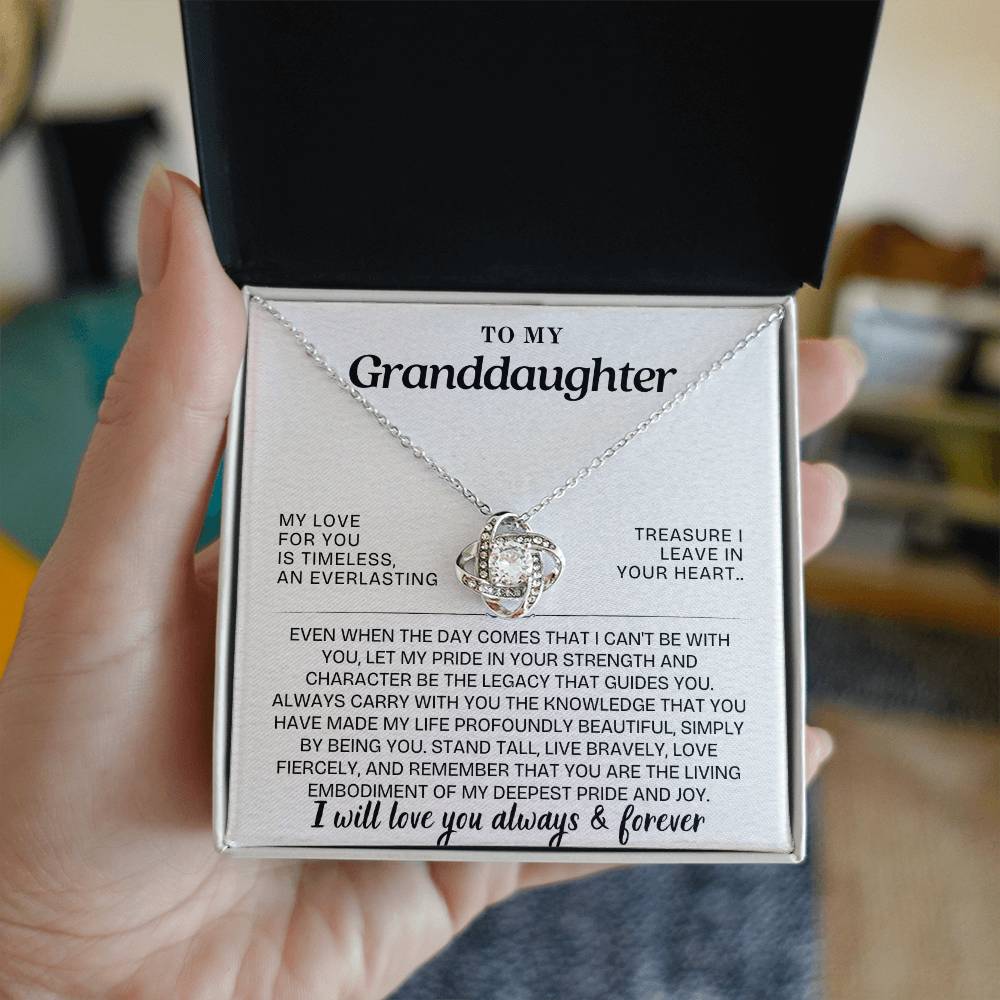 TO MY
Granddaughter
MY LOVE
FOR YOU
IS TIMELESS,
AN EVERLASTING
TREASURE I
LEAVE IN
YOUR HEART..
EVEN WHEN THE DAY COMES THAT I CAN'T BE WITH
YOU, LET MY PRIDE IN YOUR STRENGTH AND
CHARACTER BE THE LEGACY THAT GUIDES YOU.
ALWAYS CARRY WITH YOU THE KNOWLEDGE THAT YOU
HAVE MADE MY LIFE PROFOUNDLY BEAUTIFUL, SIMPLY
BY BEING YOU. STAND TALL, LIVE BRAVELY, LOVE
FIERCELY, AND REMEMBER THAT YOU ARE THE LIVING
EMBODIMENT OF MY DEEPEST PRIDE AND JOY.
I will love you always & forever